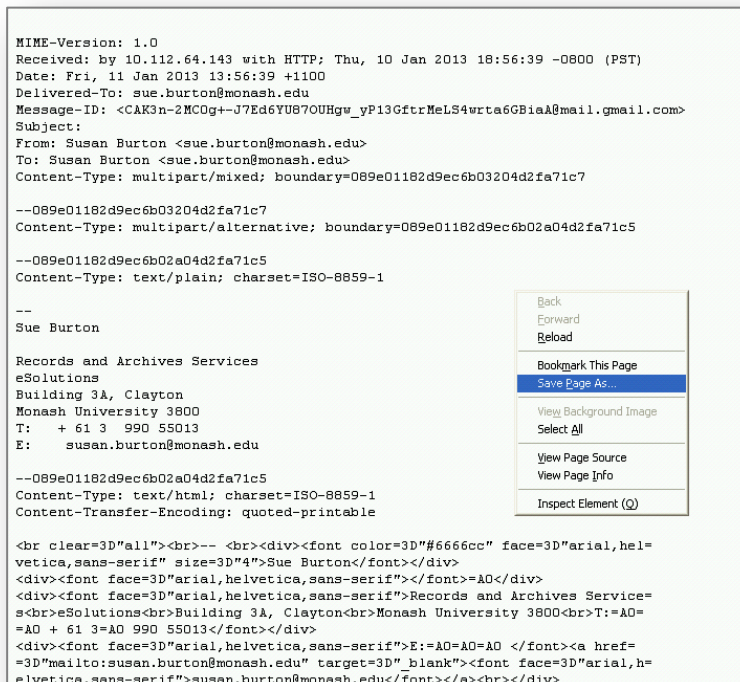 MIME-Version: 1.0
Received: by 10.112.64.143 with HTTP; Thu, 10 Jan 2013 18:56:39 -0800 (PST)
Date: Fri, 11 Jan 2013 13:56:39 +1100
Delivered-To: sue.burton@monash.edu
Message-ID: <CAK3n-2MC0g+-J7Ed6YU87OUHgw_yP13GftrMeLS4wrta6GBiaA@mail.gmail.com>
Subject:
From: Susan Burton <sue.burton@monash.edu>
To: Susan Burton <sue.burton@monash.edu>
Content-Type: multipart/mixed; boundary=089e01182d9ec6b03204d2fa71c7
--089e01182d9ec6b03204d2fa71c7
Content-Type: multipart/alternative; boundary=089e01182d9ec6b02a04d2fa71c5
--089e01182d9ec6b02a04d2fa71c5
Content-Type: text/plain; charset=ISO-8859-1
--
Sue Burton
Records and Archives Services
eSolutions
Building 3A, Clayton
Monash University 3800
T: + 61 3 990 55013
E: susan.burton@monash.edu
--089e01182d9ec6b02a04d2fa71c5
Content-Type: text/html; charset=ISO-8859-1
Content-Transfer-Encoding: quoted-printable
<br clear=3D"all"><br>-- <br><div><font color=3D"#6666cc" face=3D"arial,hel=
vetica,sans-serif" size=3D"4">Sue Burton</font></div>
<div><font face=3D"arial,helvetica,sans-serif"></font>=A0</div>
<div><font face=3D"arial,helvetica,sans-serif">Records and Archives Service=
s<br>eSolutions<br>Building 3A, Clayton<br>Monash University 3800<br>T:=A0=
=A0 + 61 3=A0 990 55013</font></div>
<div><font face=3D"arial,helvetica,sans-serif">E:=A0=A0=A0 </font><a href=
=3D"mailto:susan.burton@monash.edu" target=3D"_blank"><font face=3D"arial,h=
elvetica,sans-serif">susan.burton@monash.edu</font></a><br></div>
Back
Forward
Reload
Bookmark This Page
Save Page As...
View Background Image
Select All
View Page Source
View Page Info
Inspect Element (Q)